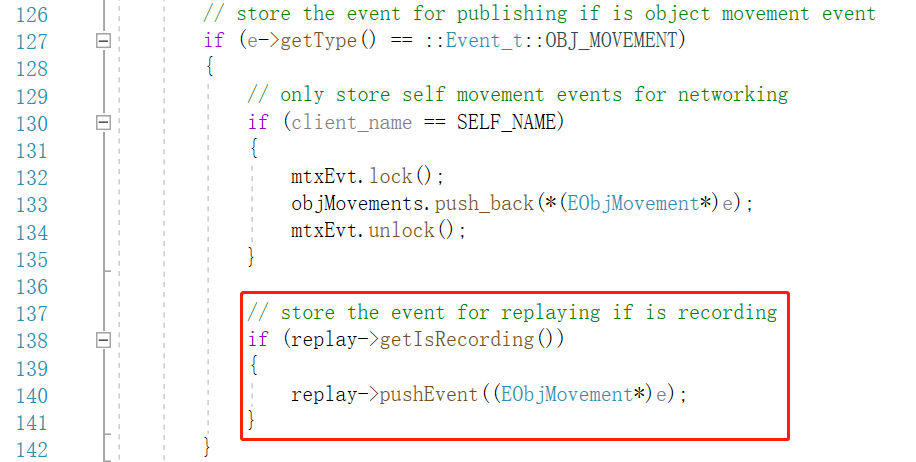 126 // store the event for publishing if is object movement event
127 if (e->getType() == ::Event_t::OBJ_MOVEMENT)
128 {
129 // only store self movement events for networking
130 if (client_name == SELF_NAME)
131 {
132 mtxEvt.lock();
133 objMovements.push_back(*(EObjMovement*)e);
134 mtxEvt.unlock();
135 }
136
137 // store the event for replaying if is recording
138 if (replay->getIsRecording())
139 {
140 replay->pushEvent((EObjMovement*)e);
141 }
142 }